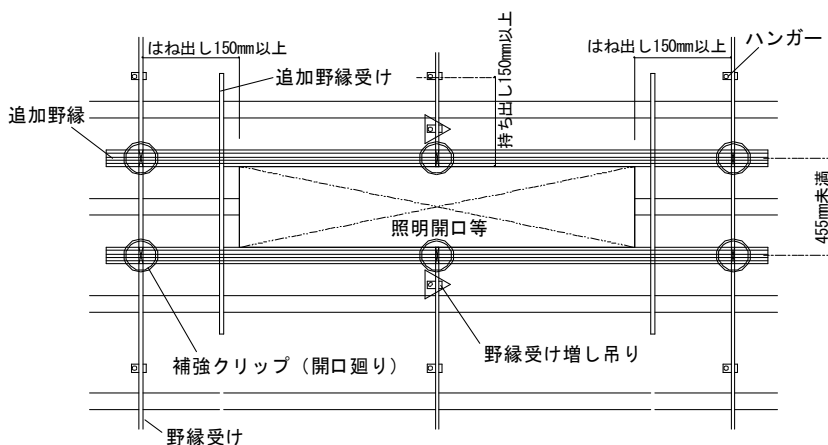 はね出し150mm以上
持ち出し150mm以上
はね出し150mm以上
ハンガー
追加野縁受け
追加野縁
455mm未満
照明開口等
補強クリップ（開口廻り）
野縁受け増し吊り
野縁受け